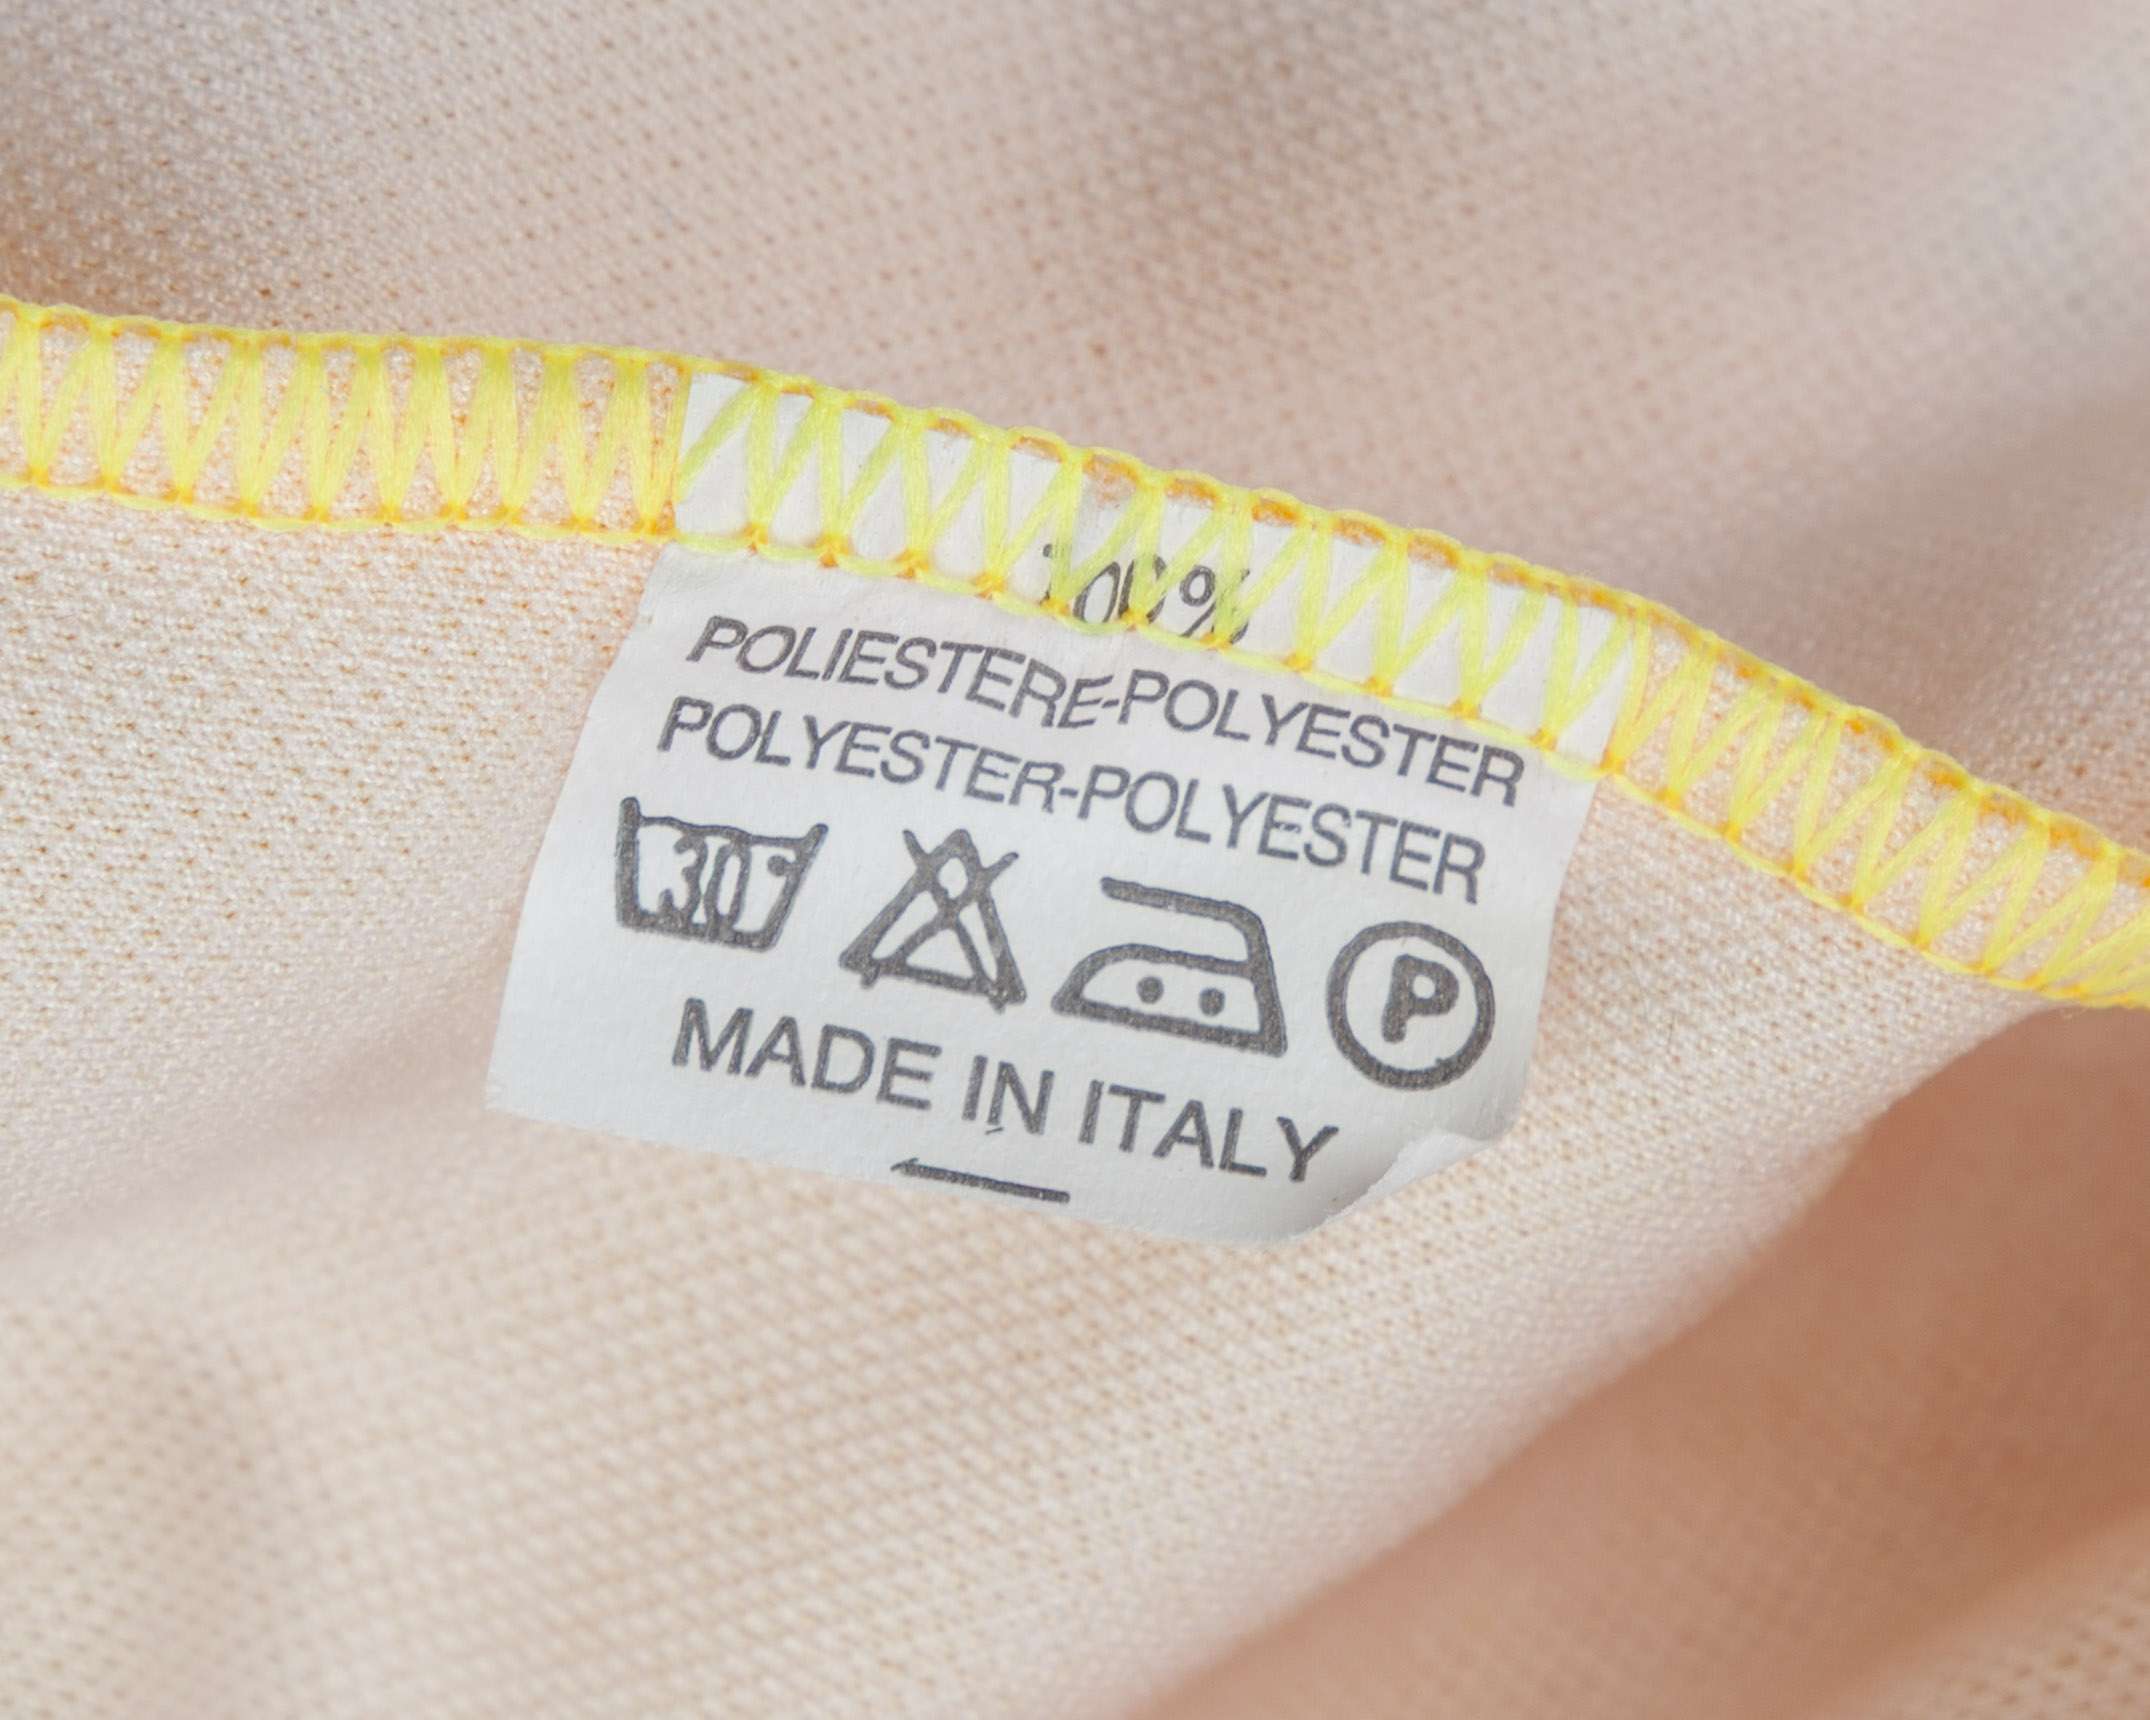 100%
POLIESTERE-POLYESTER
POLYESTER-POLYESTER
30° P
MADE IN ITALY